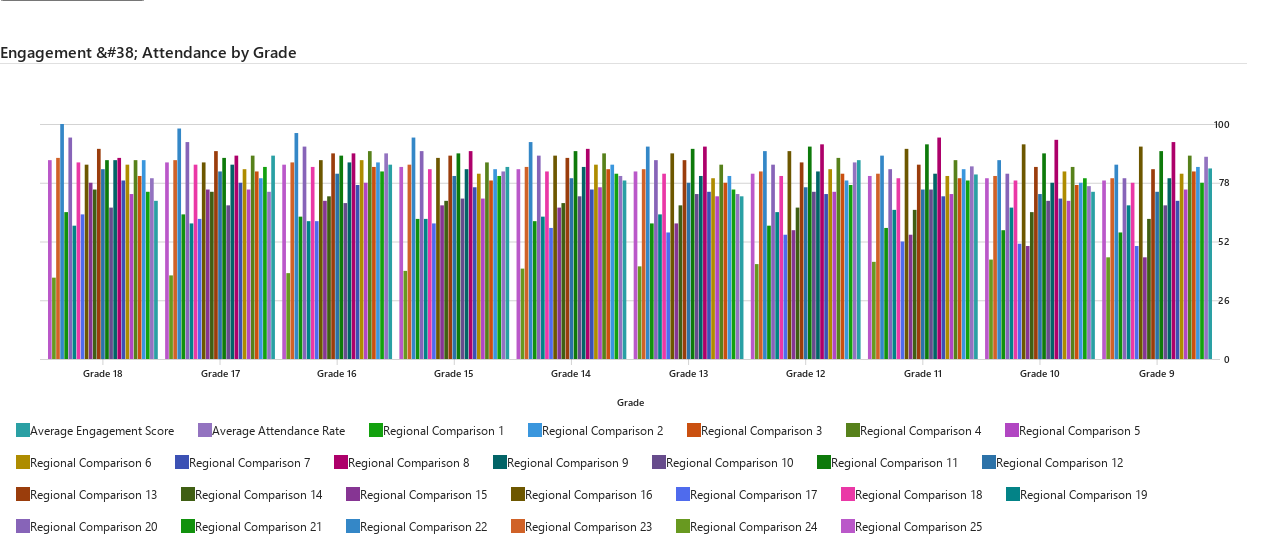 Engagement &#38; Attendance by Grade
100
78
52
26
0
Grade 18 Grade 17 Grade 16 Grade 15 Grade 14 Grade 13 Grade 12 Grade 11 Grade 10 Grade 9
Grade
Average Engagement Score Average Attendance Rate Regional Comparison 1 Regional Comparison 2 Regional Comparison 3 Regional Comparison 4 Regional Comparison 5
Regional Comparison 6 Regional Comparison 7 Regional Comparison 8 Regional Comparison 9 Regional Comparison 10 Regional Comparison 11 Regional Comparison 12
Regional Comparison 13 Regional Comparison 14 Regional Comparison 15 Regional Comparison 16 Regional Comparison 17 Regional Comparison 18 Regional Comparison 19
Regional Comparison 20 Regional Comparison 21 Regional Comparison 22 Regional Comparison 23 Regional Comparison 24 Regional Comparison 25